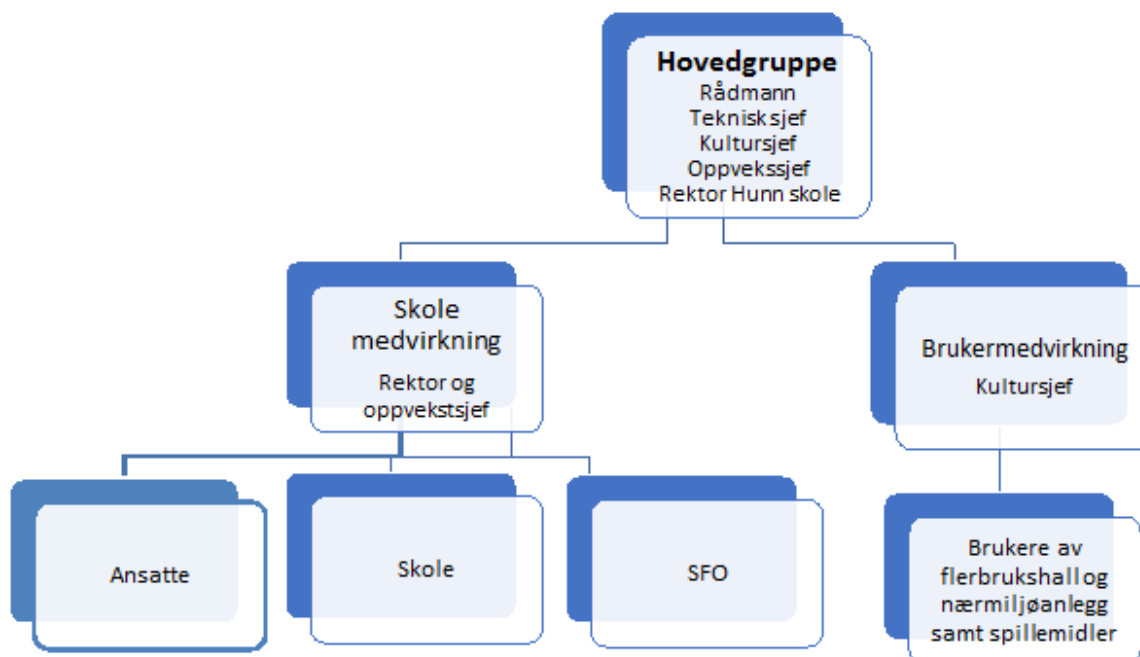 Hovedgruppe
Rådmann
Teknisk sjef
Kultursjef
Oppvekssjef
Rektor Hunn skole
Skole
medvirkning
Rektor og
oppvekstsjef
Brukermedvirkning
Kultursjef
Ansatte
Skole
SFO
Brukere av
flerbrukshall og
nærmiljøanlegg
samt spillemidler